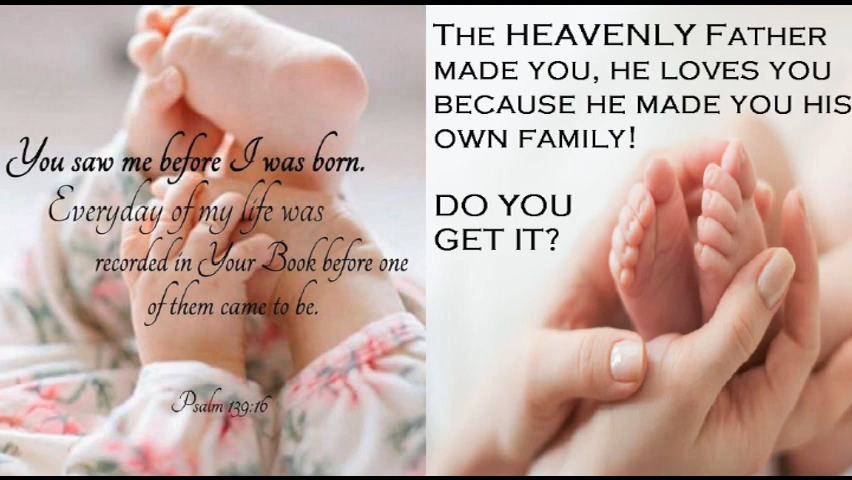 You saw me before I was born.
Everyday of my life was
recorded in Your Book before one
of them came to be.
Psalm 139:16
THE HEAVENLY FATHER
MADE YOU, HE LOVES YOU
BECAUSE HE MADE YOU HIS
OWN FAMILY!
DO YOU
GET IT?